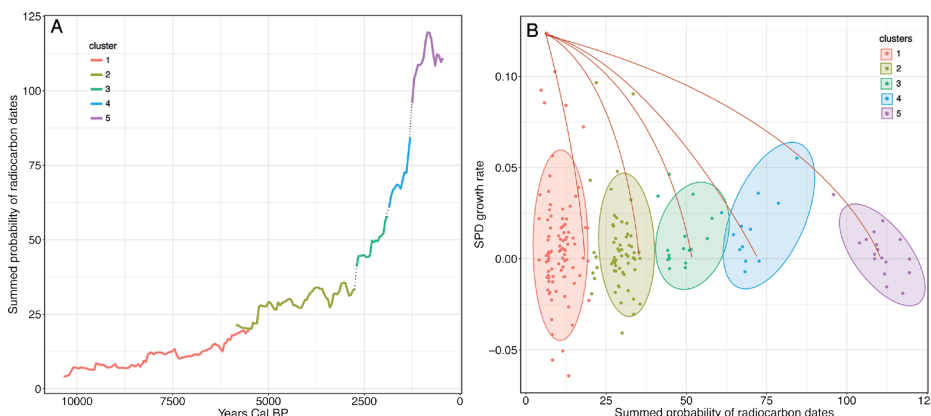 A
125
100
75
50
25
0
Summed probability of radiocarbon dates
cluster
1
2
3
4
5
10000 7500 5000 2500 0
Years Cal BP
B
0.10
0.05
0.00
−0.05
SPD growth rate
clusters
1
2
3
4
5
0 25 50 75 100 12
Summed probability of radiocarbon dates